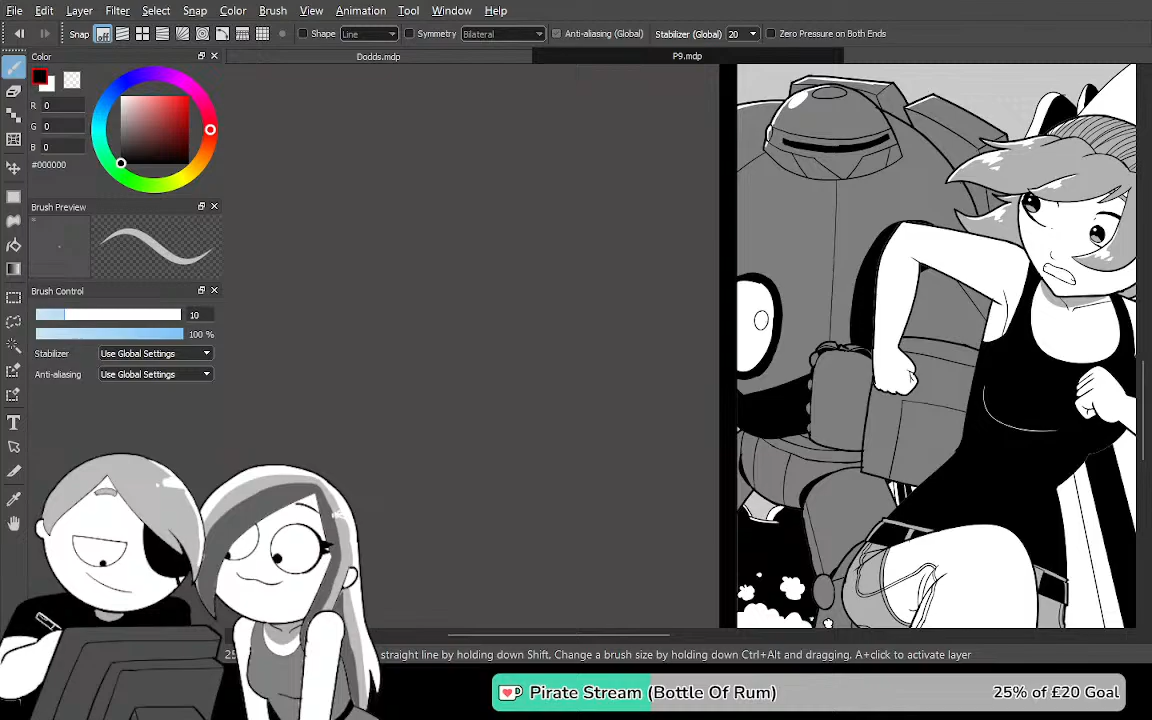 File Edit Layer Filter Select Snap Color Brush View Animation Tool Window Help
Snap off Shape Line Symmetry Bilateral Anti-aliasing (Global) Stabilizer (Global) 20 Zero Pressure on Both Ends
Color
Dodds.mdp
P9.mdp
R 0
G 0
B 0
#000000
Brush Preview
Brush Control
10
100 %
Stabilizer Use Global Settings
Anti-aliasing Use Global Settings
straight line by holding down Shift. Change a brush size by holding down Ctrl+Alt and dragging. A+click to activate layer
Pirate Stream (Bottle Of Rum) 25% of £20 Goal